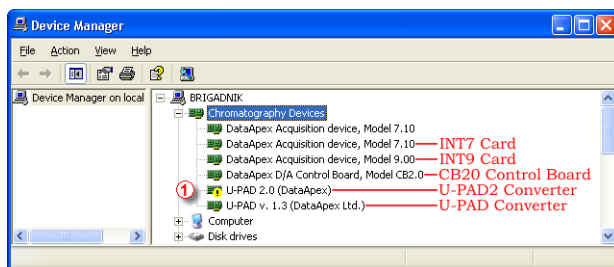 Device Manager
File Action View Help
Device Manager on local
BRIGADNIK
Chromatography Devices
DataApex Acquisition device, Model 7.10
DataApex Acquisition device, Model 7.10 INT7 Card
DataApex Acquisition device, Model 9.00 INT9 Card
DataApex D/A Control Board, Model CB2.0 CB20 Control Board
1 U-PAD 2.0 (DataApex) U-PAD2 Converter
U-PAD v. 1.3 (DataApex Ltd.) U-PAD Converter
Computer
Disk drives